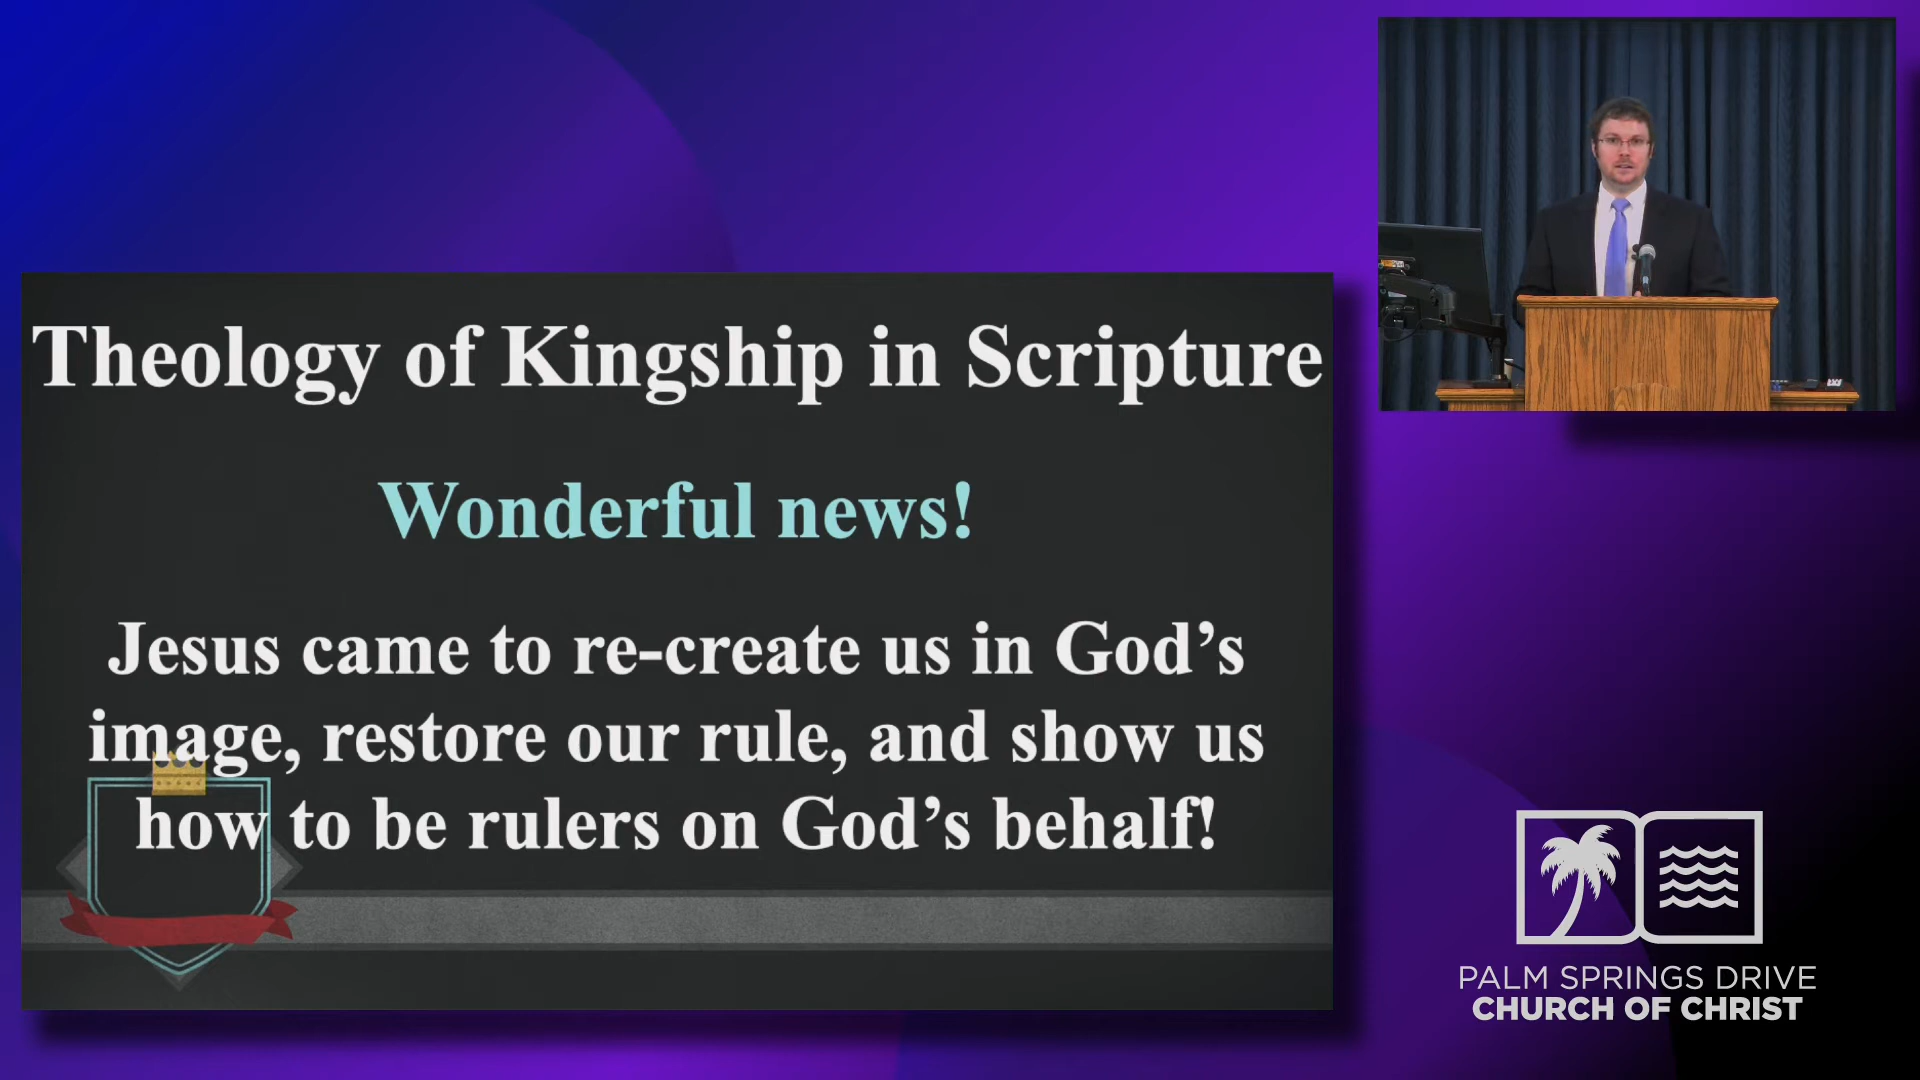 Theology of Kingship in Scripture
Wonderful news!
Jesus came to re-create us in God’s
image, restore our rule, and show us
how to be rulers on God’s behalf!
PALM SPRINGS DRIVE
CHURCH OF CHRIST